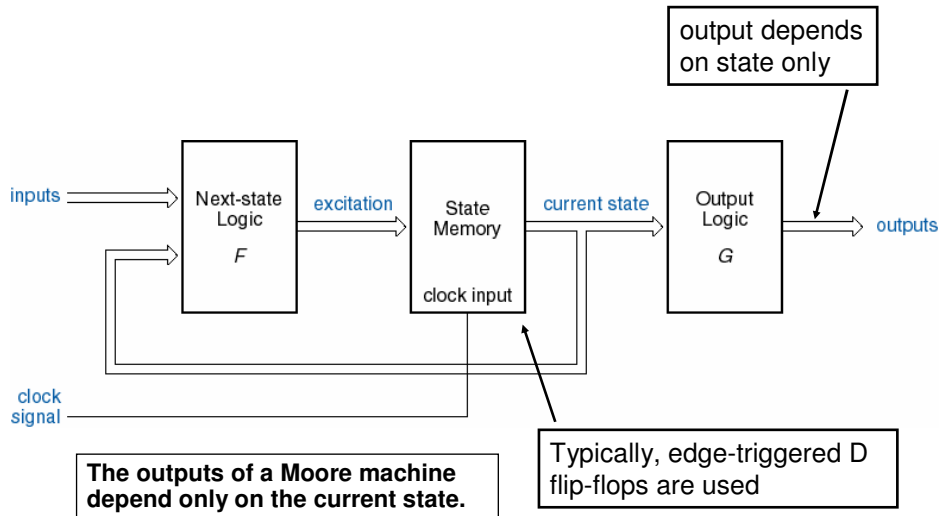 output depends
on state only
inputs
Next-state
Logic
F
excitation
State
Memory
clock input
current state
Output
Logic
G
outputs
clock
signal
The outputs of a Moore machine
depend only on the current state.
Typically, edge-triggered D
flip-flops are used